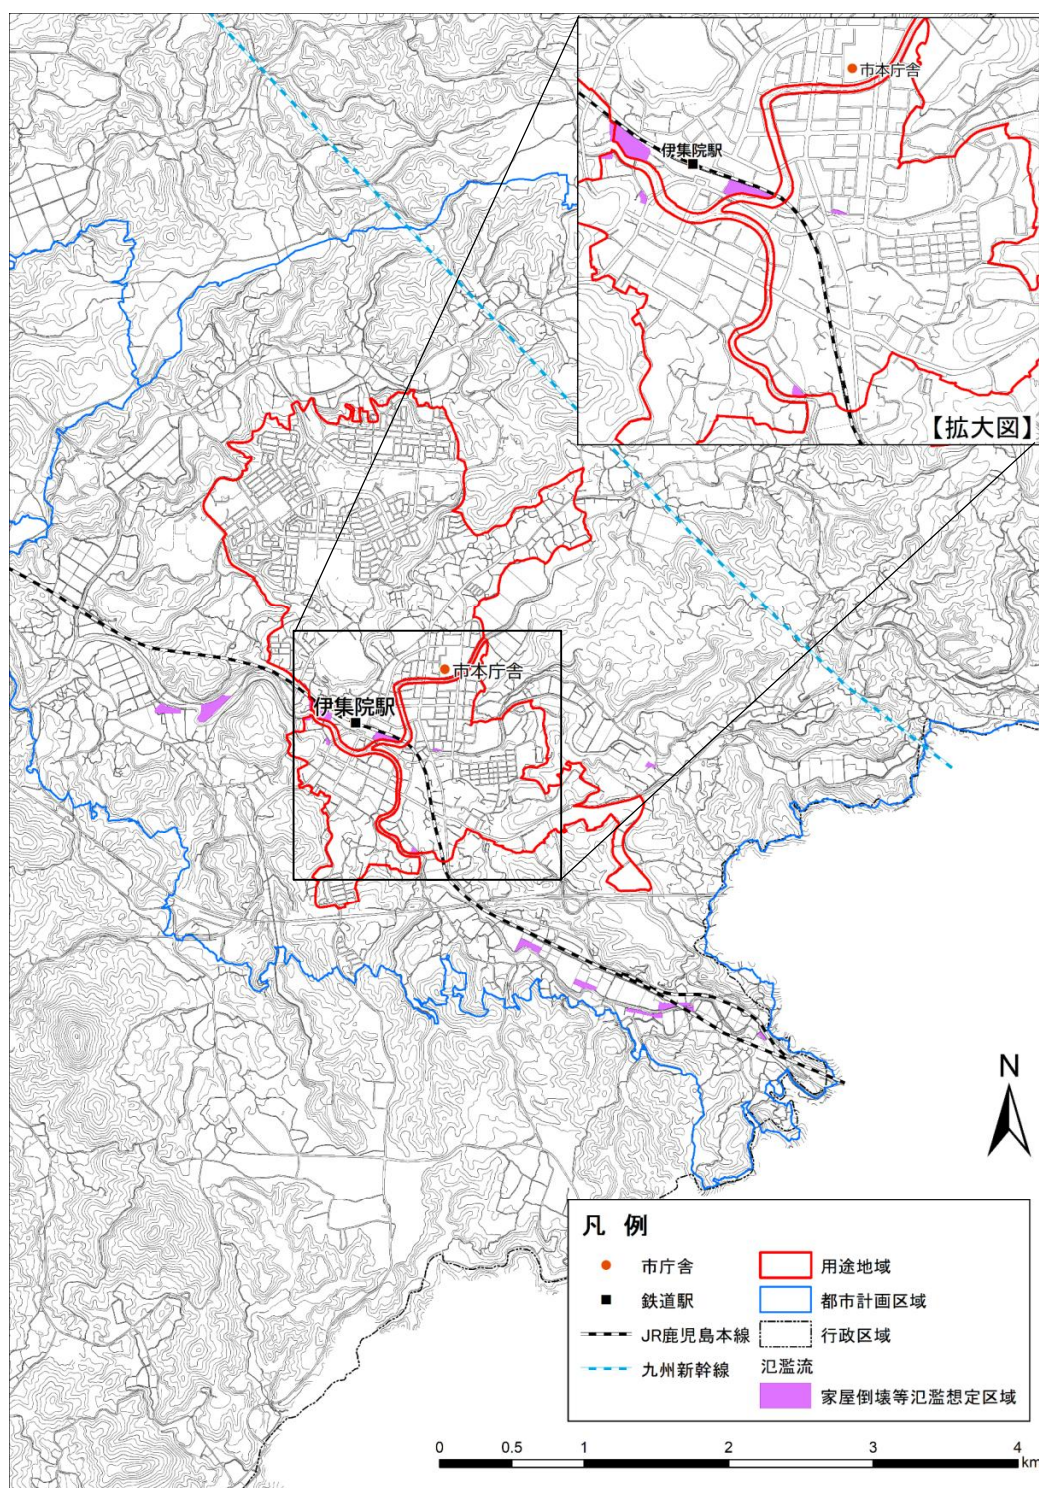 市本庁舎
伊集院駅
【拡大図】
市本庁舎
伊集院駅
N
凡 例
市庁舎
用途地域
鉄道駅
都市計画区域
JR鹿児島本線
行政区域
九州新幹線
氾濫流
家屋倒壊等氾濫想定区域
0 0.5 1 2 3 4
km